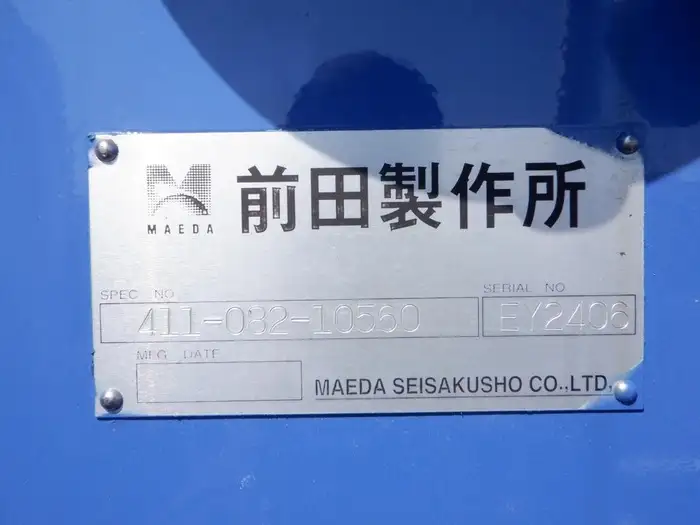 MAEDA
前田製作所
SPEC NO
SERIAL NO
411-082-10560
EY2406
MFG DATE
MAEDA SEISAKUSHO CO.,LTD.